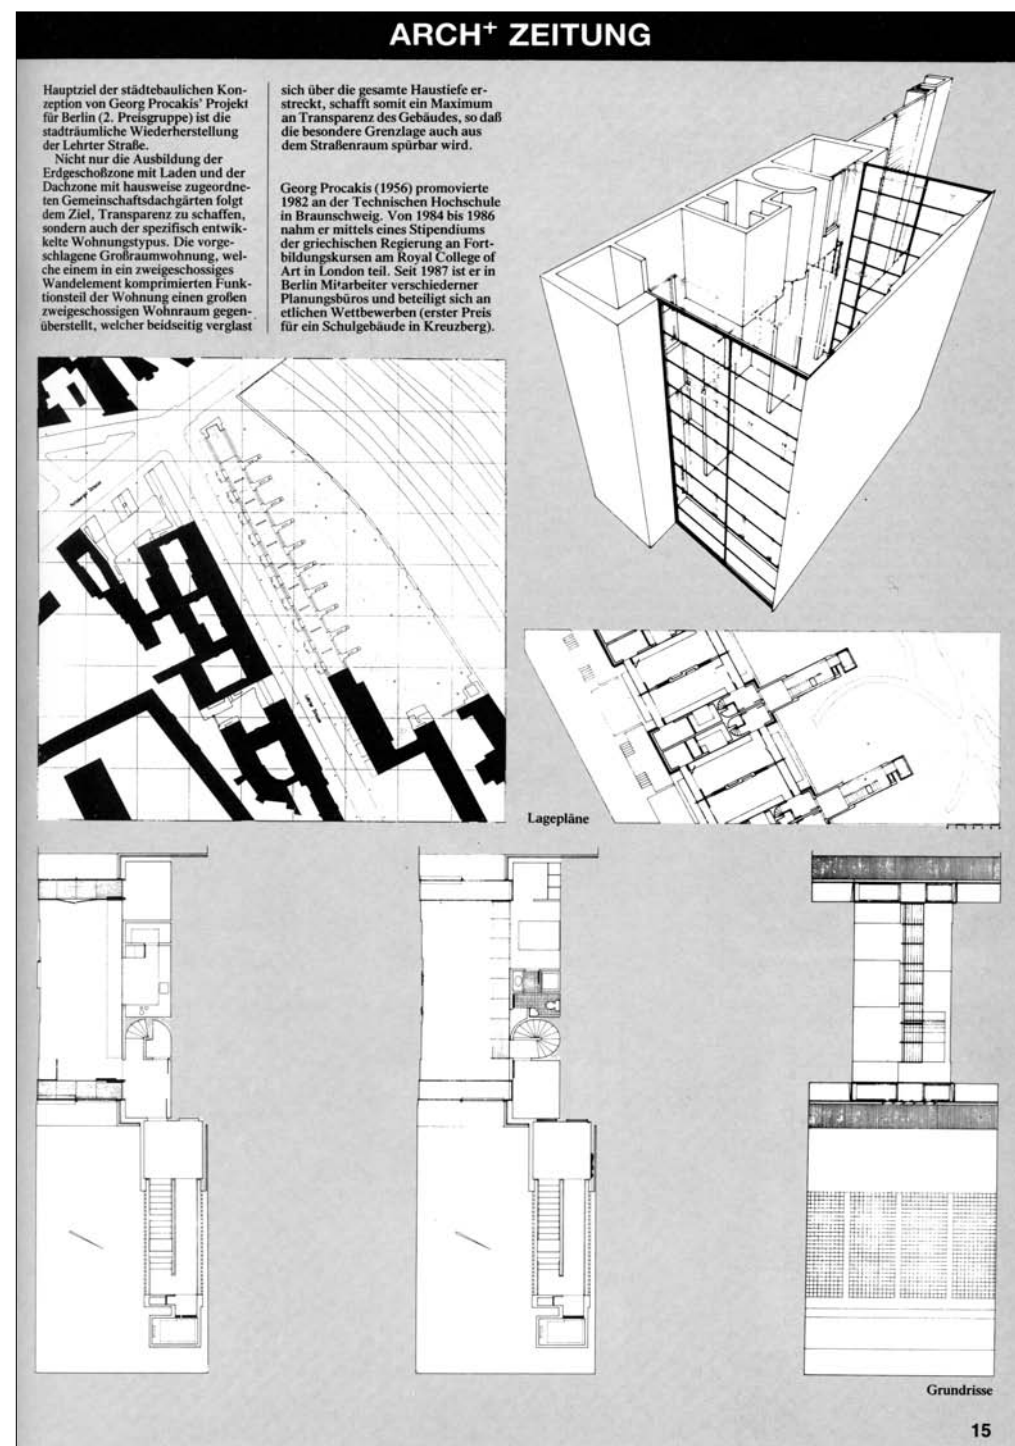 ARCH+ ZEITUNG
Hauptziel der städtebaulichen Kon-
zeption von Georg Procakis' Projekt
für Berlin (2. Preisgruppe) ist die
stadträumliche Wiederherstellung
der Lehrter Straße.
Nicht nur die Ausbildung der
Erdgeschoßzone mit Laden und der
Dachzone mit hausweise zugeordne-
ten Gemeinschaftsdachgärten folgt
dem Ziel, Transparenz zu schaffen,
sondern auch der spezifisch entwik-
kelte Wohnungstypus. Die vorge-
schlagene Großraumwohnung, wel-
che einem in ein zweigeschossiges
Wandelement komprimierten Funk-
tionsteil der Wohnung einen großen
zweigeschossigen Wohnraum gegen-
überstellt, welcher beidseitig verglast
sich über die gesamte Haustiefe er-
streckt, schafft somit ein Maximum
an Transparenz des Gebäudes, so daß
die besondere Grenzlage auch aus
dem Straßenraum spürbar wird.
Georg Procakis (1956) promovierte
1982 an der Technischen Hochschule
in Braunschweig. Von 1984 bis 1986
nahm er mittels eines Stipendiums
der griechischen Regierung an Fort-
bildungskursen am Royal College of
Art in London teil. Seit 1987 ist er in
Berlin Mitarbeiter verschiederner
Planungsbüros und beteiligt sich an
etlichen Wettbewerben (erster Preis
für ein Schulgebäude in Kreuzberg).
Lagepläne
Grundrisse
15